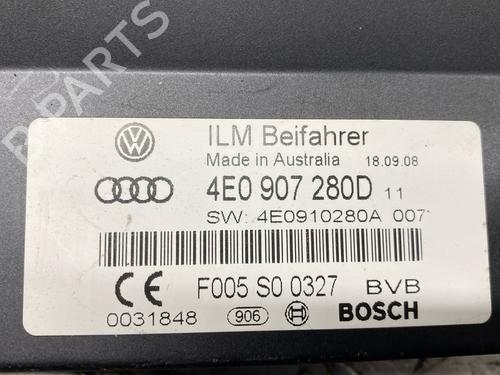 B-PARTS
ILM Beifahrer
Made in Australia 18.09.08
4E0 907 280D 11
SW: 4E0910280A 007
CE F005 S0 0327 BVB
0031848 906 BOSCH